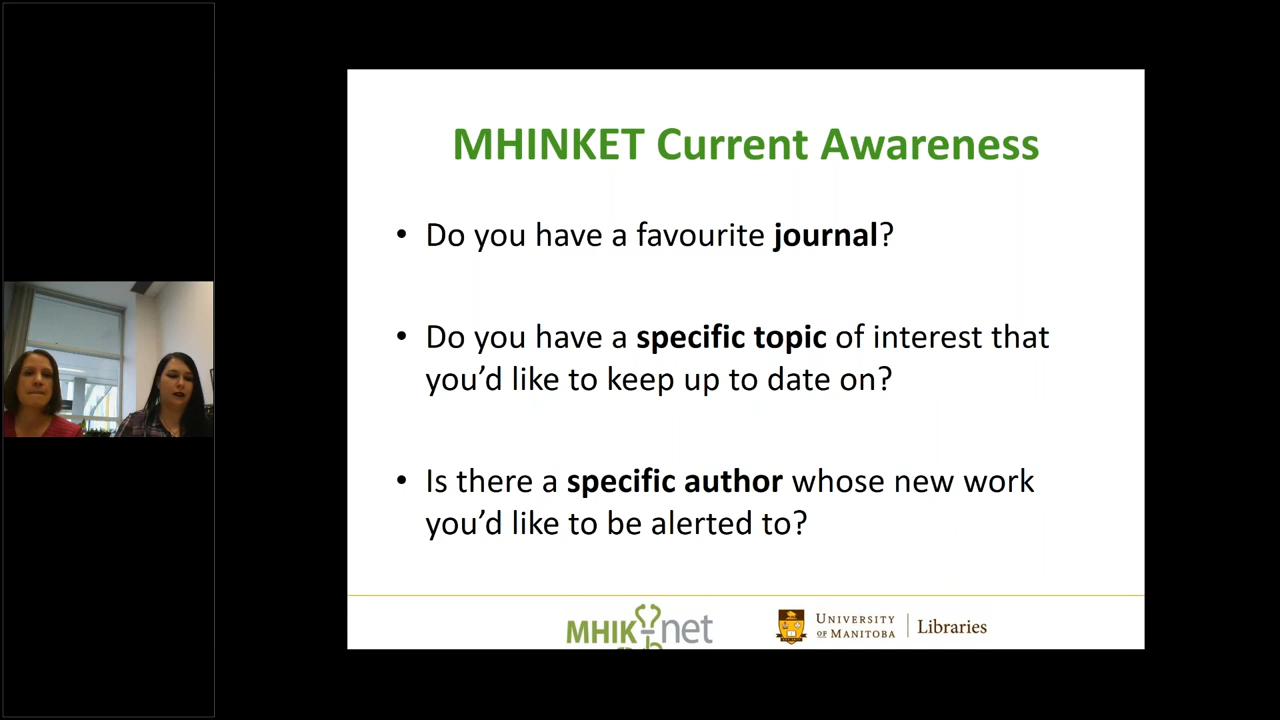 MHINKET Current Awareness
• Do you have a favourite journal?
• Do you have a specific topic of interest that
you’d like to keep up to date on?
• Is there a specific author whose new work
you’d like to be alerted to?
MHIK-net
UNIVERSITY
OF MANITOBA
Libraries